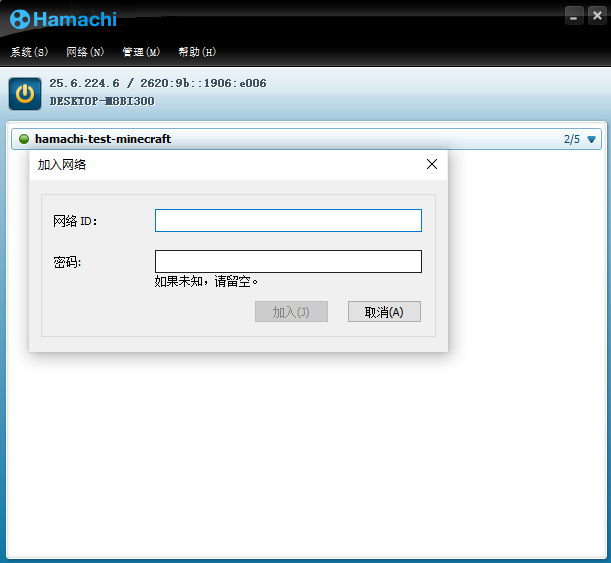 Hamachi
系统(S) 网络(N) 管理(M) 帮助(H)
25.6.224.6 / 2620:9b::1906:e006
DESKTOP-M8BI300
hamachi-test-minecraft 2/5
加入网络
网络 ID:
密码:
如果未知，请留空。
加入(J) 取消(A)